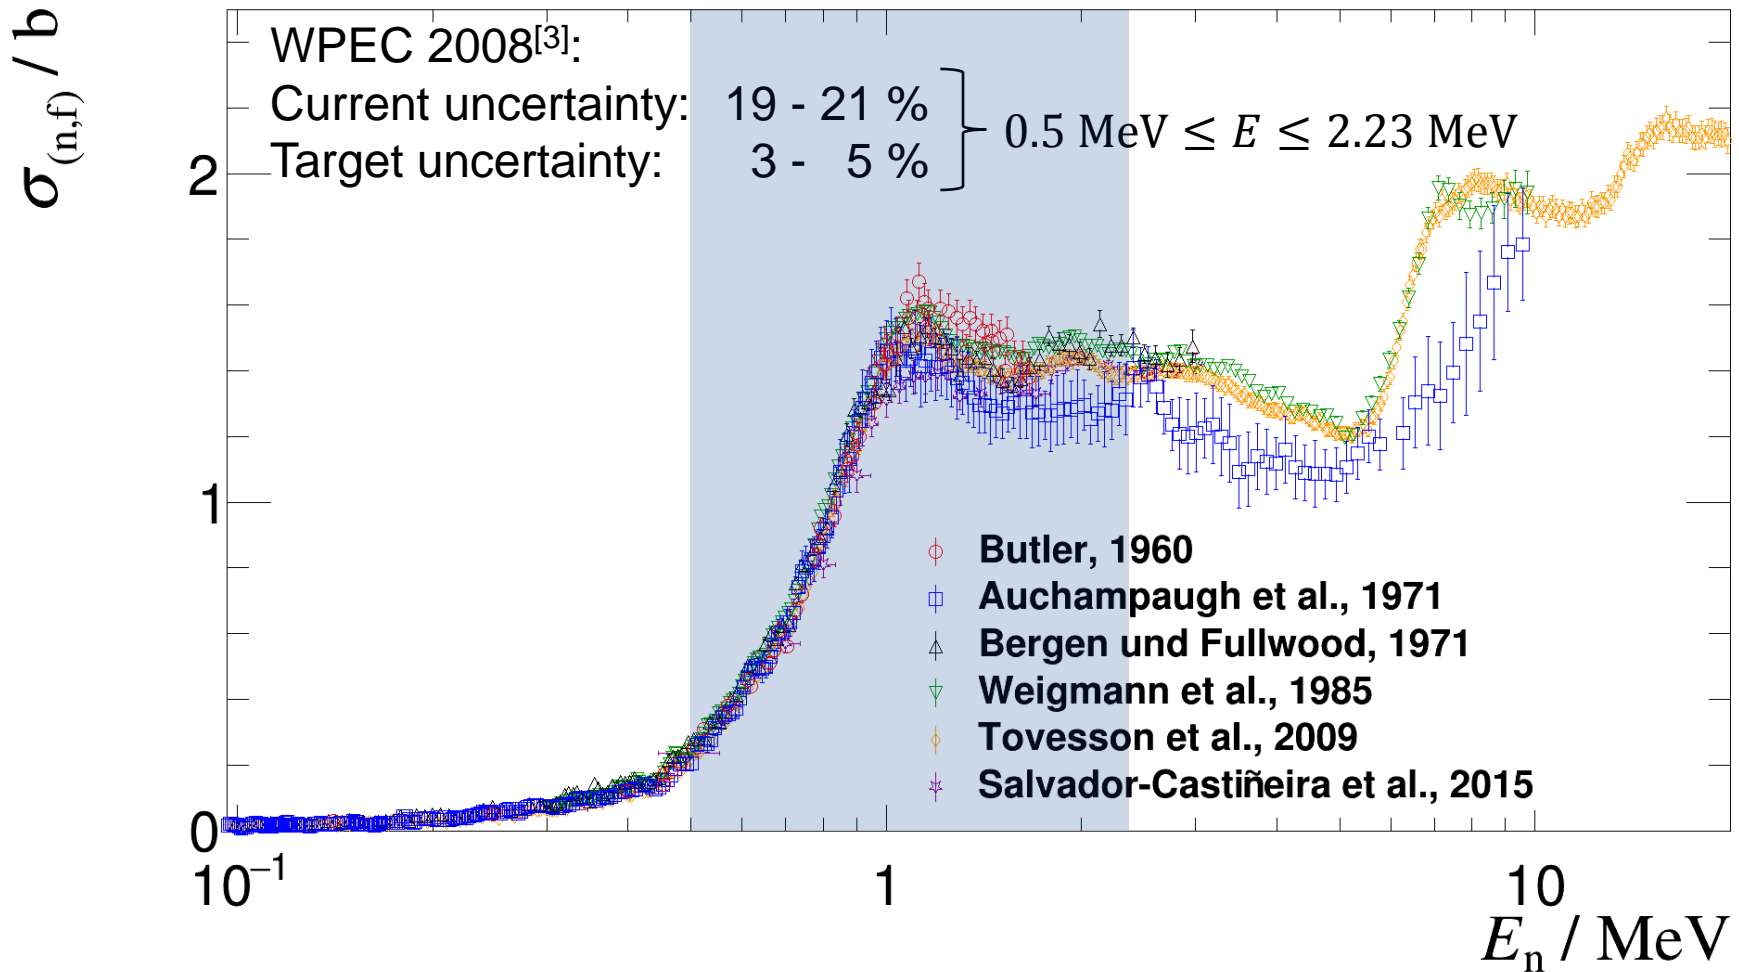 σ(n,f) / b
WPEC 2008[3]:
Current uncertainty: 19 - 21 %
Target uncertainty: 3 - 5 %
0.5 MeV ≤ E ≤ 2.23 MeV
2
1
0
Butler, 1960
Auchampaugh et al., 1971
Bergen und Fullwood, 1971
Weigmann et al., 1985
Tovesson et al., 2009
Salvador-Castiñeira et al., 2015
10⁻¹ 1 10
Eₙ / MeV